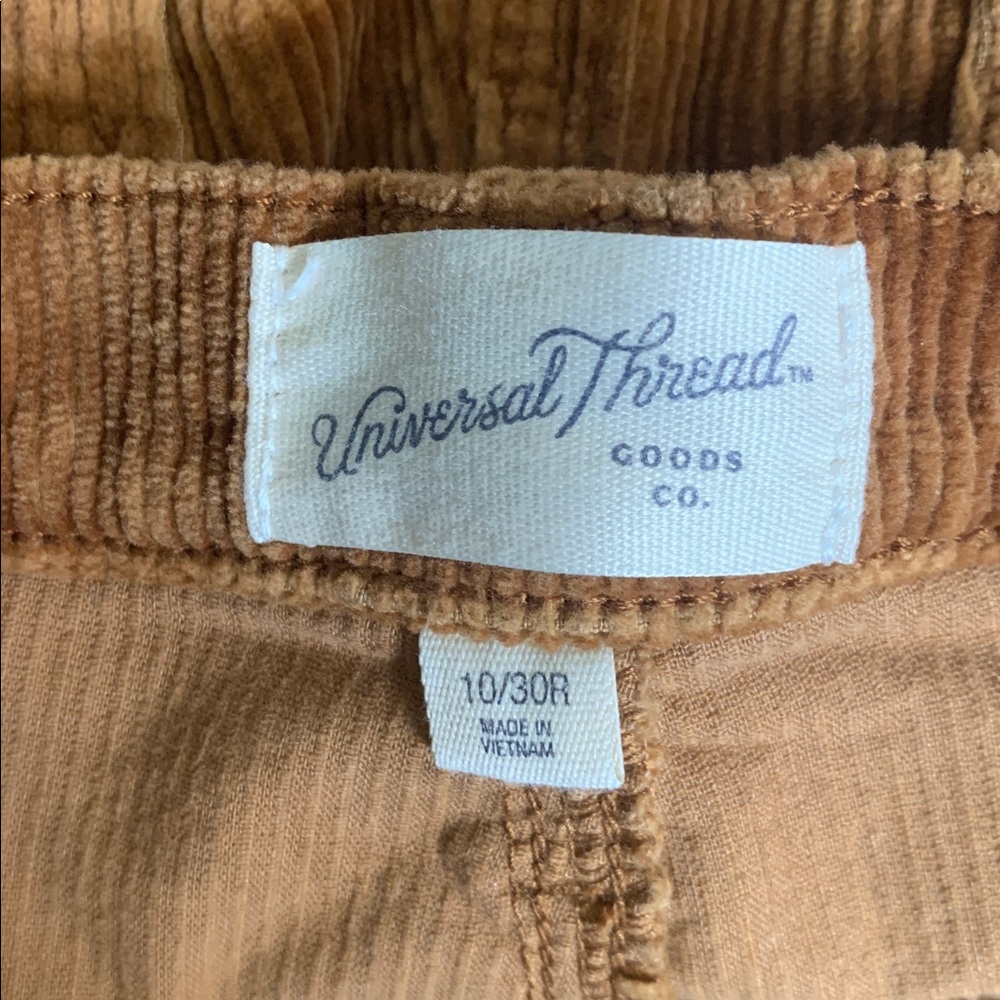 Universal Thread™
GOODS
CO.
10/30R
MADE IN
VIETNAM